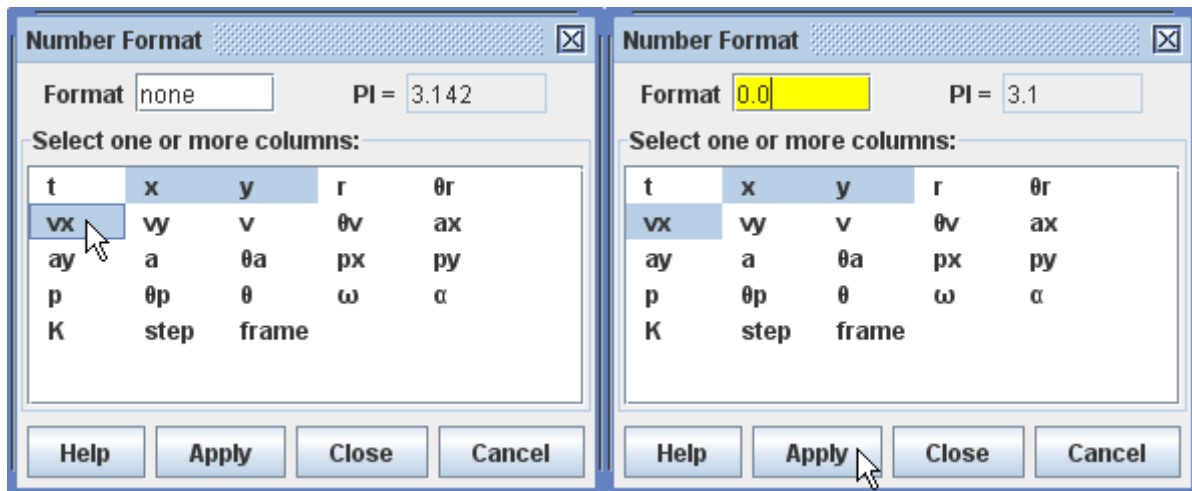 Number Format
Format none PI = 3.142
Select one or more columns:
t x y r θr
vx vy v θv ax
ay a θa px py
p θp θ ω α
K step frame
Help Apply Close Cancel
Number Format
Format 0.0 PI = 3.1
Select one or more columns:
t x y r θr
vx vy v θv ax
ay a θa px py
p θp θ ω α
K step frame
Help Apply Close Cancel